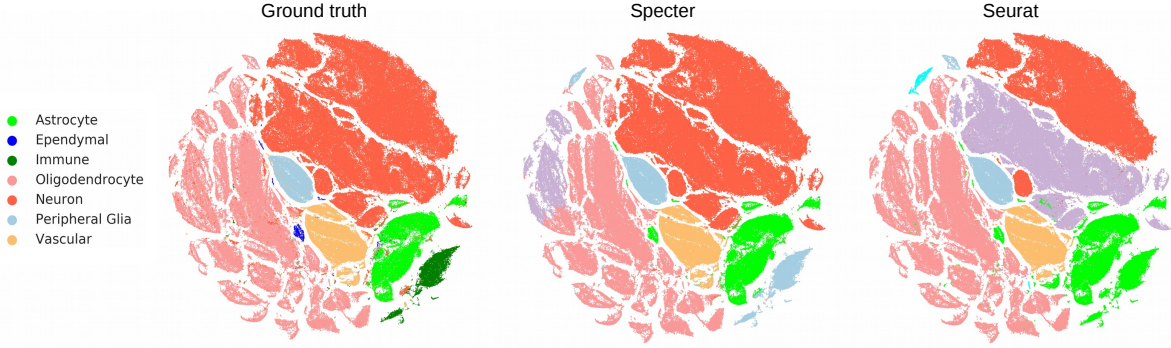 Ground truth
Specter
Seurat
Astrocyte
Ependymal
Immune
Oligodendrocyte
Neuron
Peripheral Glia
Vascular